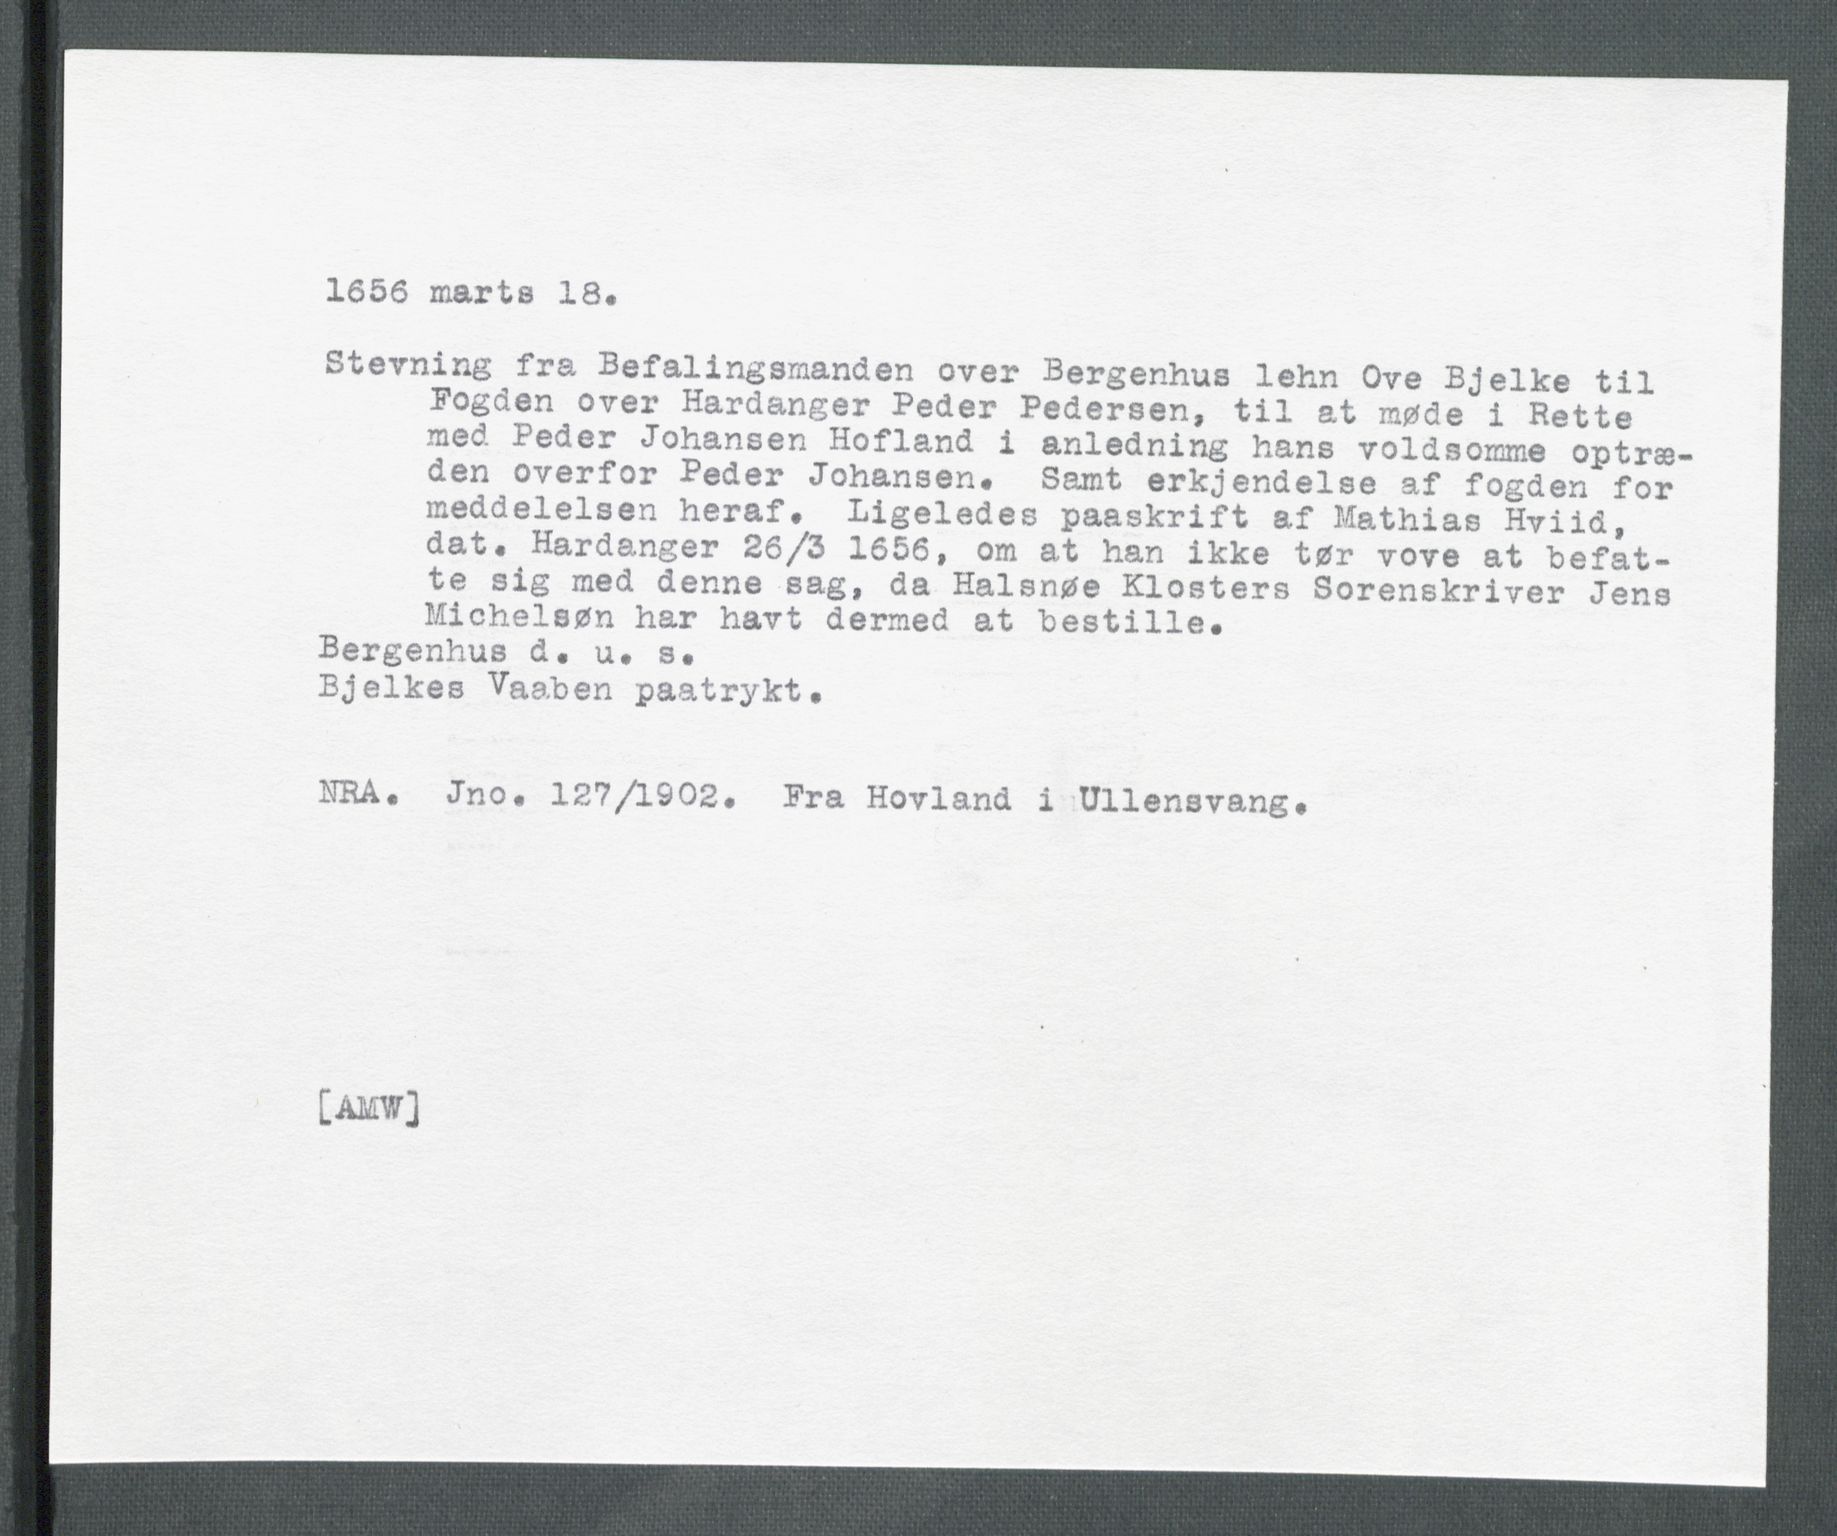 1656 marts 18.
Stevning fra Befalingsmanden over Bergenhus lehn Ove Bjelke til
Fogden over Hardanger Peder Pedersen, til at møde i Rette
med Peder Johansen Hofland i anledning hans voldsomme optræ-
den overfor Peder Johansen. Samt erkjendelse af fogden for
meddelelsen heraf. Ligeledes paaskrift af Mathias Hviid,
dat. Hardanger 26/3 1656, om at han ikke tør vove at befat-
te sig med denne sag, da Halsnøe Klosters Sorenskriver Jens
Michelsøn har havt dermed at bestille.
Bergenhus d. u. s.
Bjelkes Vaaben paatrykt.
NRA. Jno. 127/1902. Fra Hovland i Ullensvang.
[AMW]